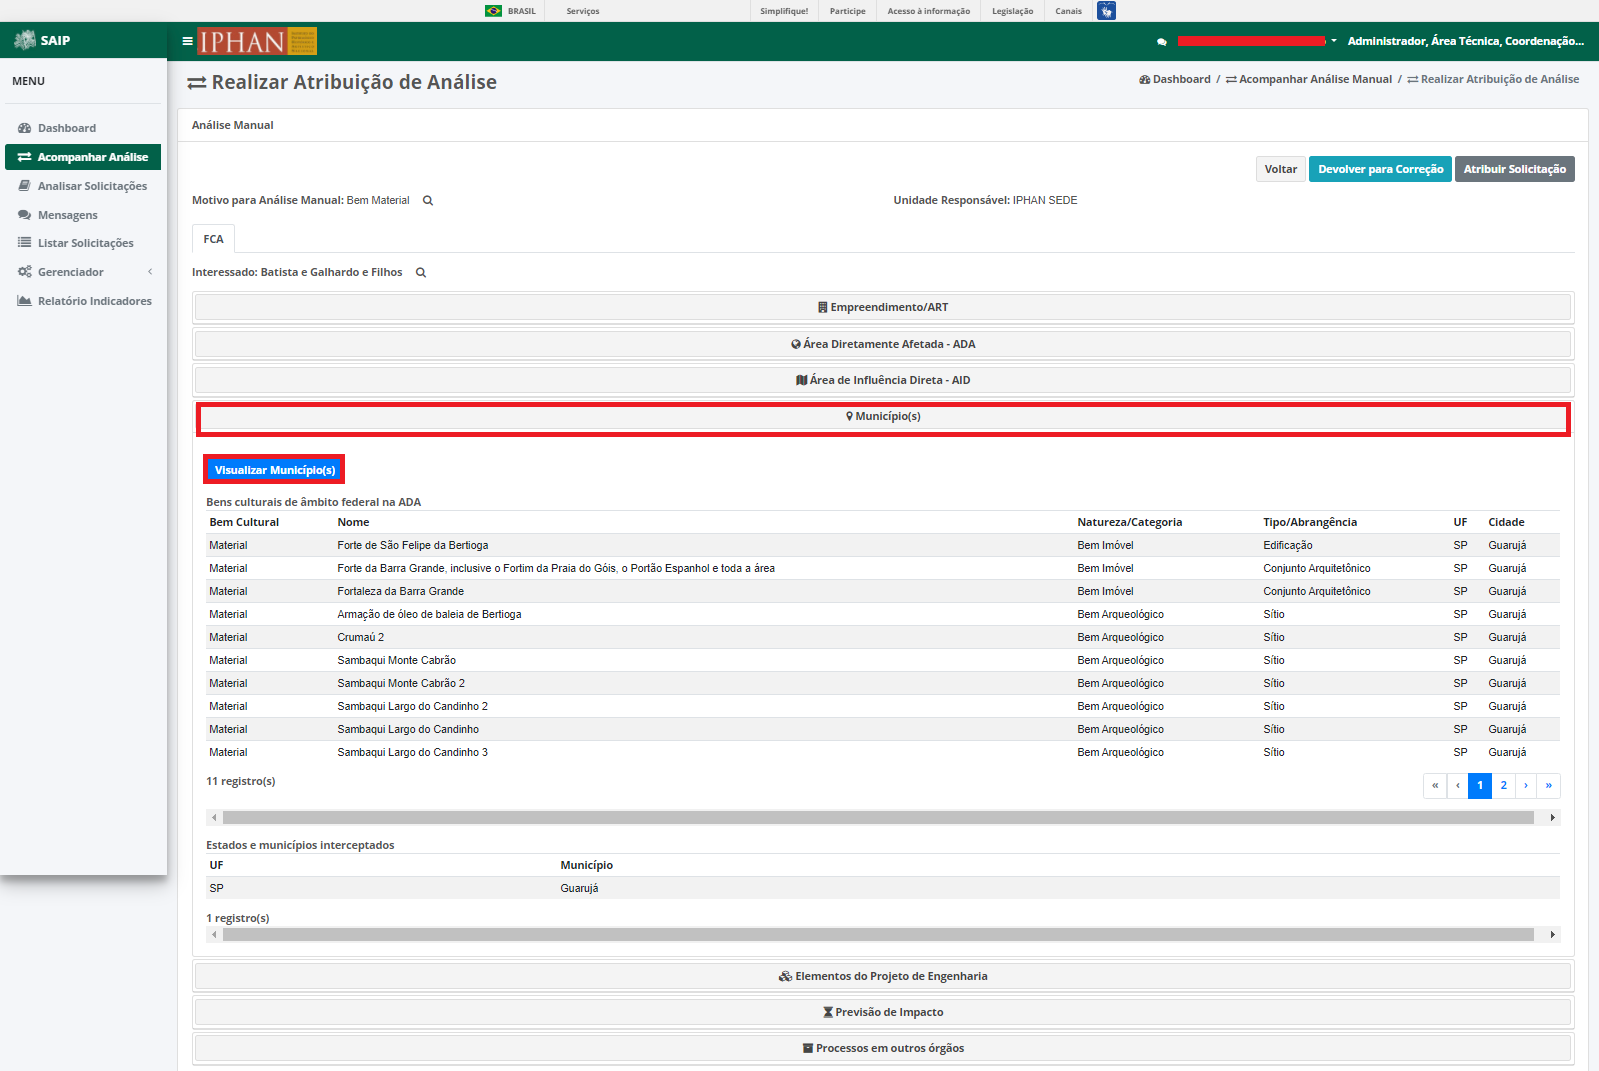 BRASIL Serviços Simplifique! Participe Acesso à informação Legislação Canais
SAIP IPHAN Administrador, Área Técnica, Coordenação...
MENU
Dashboard
Acompanhar Análise
Analisar Solicitações
Mensagens
Listar Solicitações
Gerenciador
Relatório Indicadores
Realizar Atribuição de Análise
Dashboard / Acompanhar Análise Manual / Realizar Atribuição de Análise
Análise Manual
Voltar Devolver para Correção Atribuir Solicitação
Motivo para Análise Manual: Bem Material Unidade Responsável: IPHAN SEDE
FCA
Interessado: Batista e Galhardo e Filhos
Empreendimento/ART
Área Diretamente Afetada - ADA
Área de Influência Direta - AID
Município(s)
Visualizar Município(s)
Bens culturais de âmbito federal na ADA
Bem Cultural Nome Natureza/Categoria Tipo/Abrangência UF Cidade
Material Forte de São Felipe da Bertioga Bem Imóvel Edificação SP Guarujá
Material Forte da Barra Grande, inclusive o Fortim da Praia do Góis, o Portão Espanhol e toda a área Bem Imóvel Conjunto Arquitetônico SP Guarujá
Material Fortaleza da Barra Grande Bem Imóvel Conjunto Arquitetônico SP Guarujá
Material Armação de óleo de baleia de Bertioga Bem Arqueológico Sítio SP Guarujá
Material Crumaú 2 Bem Arqueológico Sítio SP Guarujá
Material Sambaqui Monte Cabrão Bem Arqueológico Sítio SP Guarujá
Material Sambaqui Monte Cabrão 2 Bem Arqueológico Sítio SP Guarujá
Material Sambaqui Largo do Candinho 2 Bem Arqueológico Sítio SP Guarujá
Material Sambaqui Largo do Candinho Bem Arqueológico Sítio SP Guarujá
Material Sambaqui Largo do Candinho 3 Bem Arqueológico Sítio SP Guarujá
11 registro(s) « ‹ 1 2 › »
Estados e municípios interceptados
UF Município
SP Guarujá
1 registro(s)
Elementos do Projeto de Engenharia
Previsão de Impacto
Processos em outros órgãos